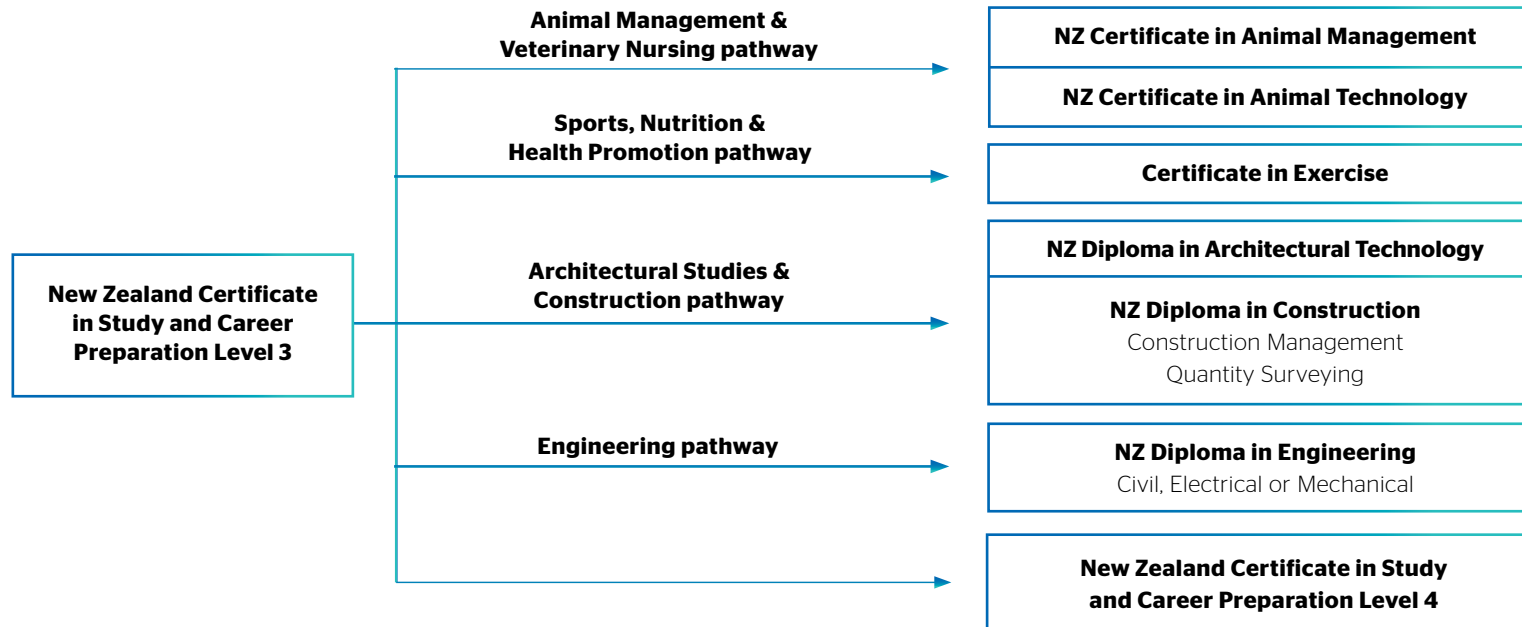 New Zealand Certificate
in Study and Career
Preparation Level 3
Animal Management &
Veterinary Nursing pathway
NZ Certificate in Animal Management
NZ Certificate in Animal Technology
Sports, Nutrition &
Health Promotion pathway
Certificate in Exercise
Architectural Studies &
Construction pathway
NZ Diploma in Architectural Technology
NZ Diploma in Construction
Construction Management
Quantity Surveying
Engineering pathway
NZ Diploma in Engineering
Civil, Electrical or Mechanical
New Zealand Certificate in Study
and Career Preparation Level 4